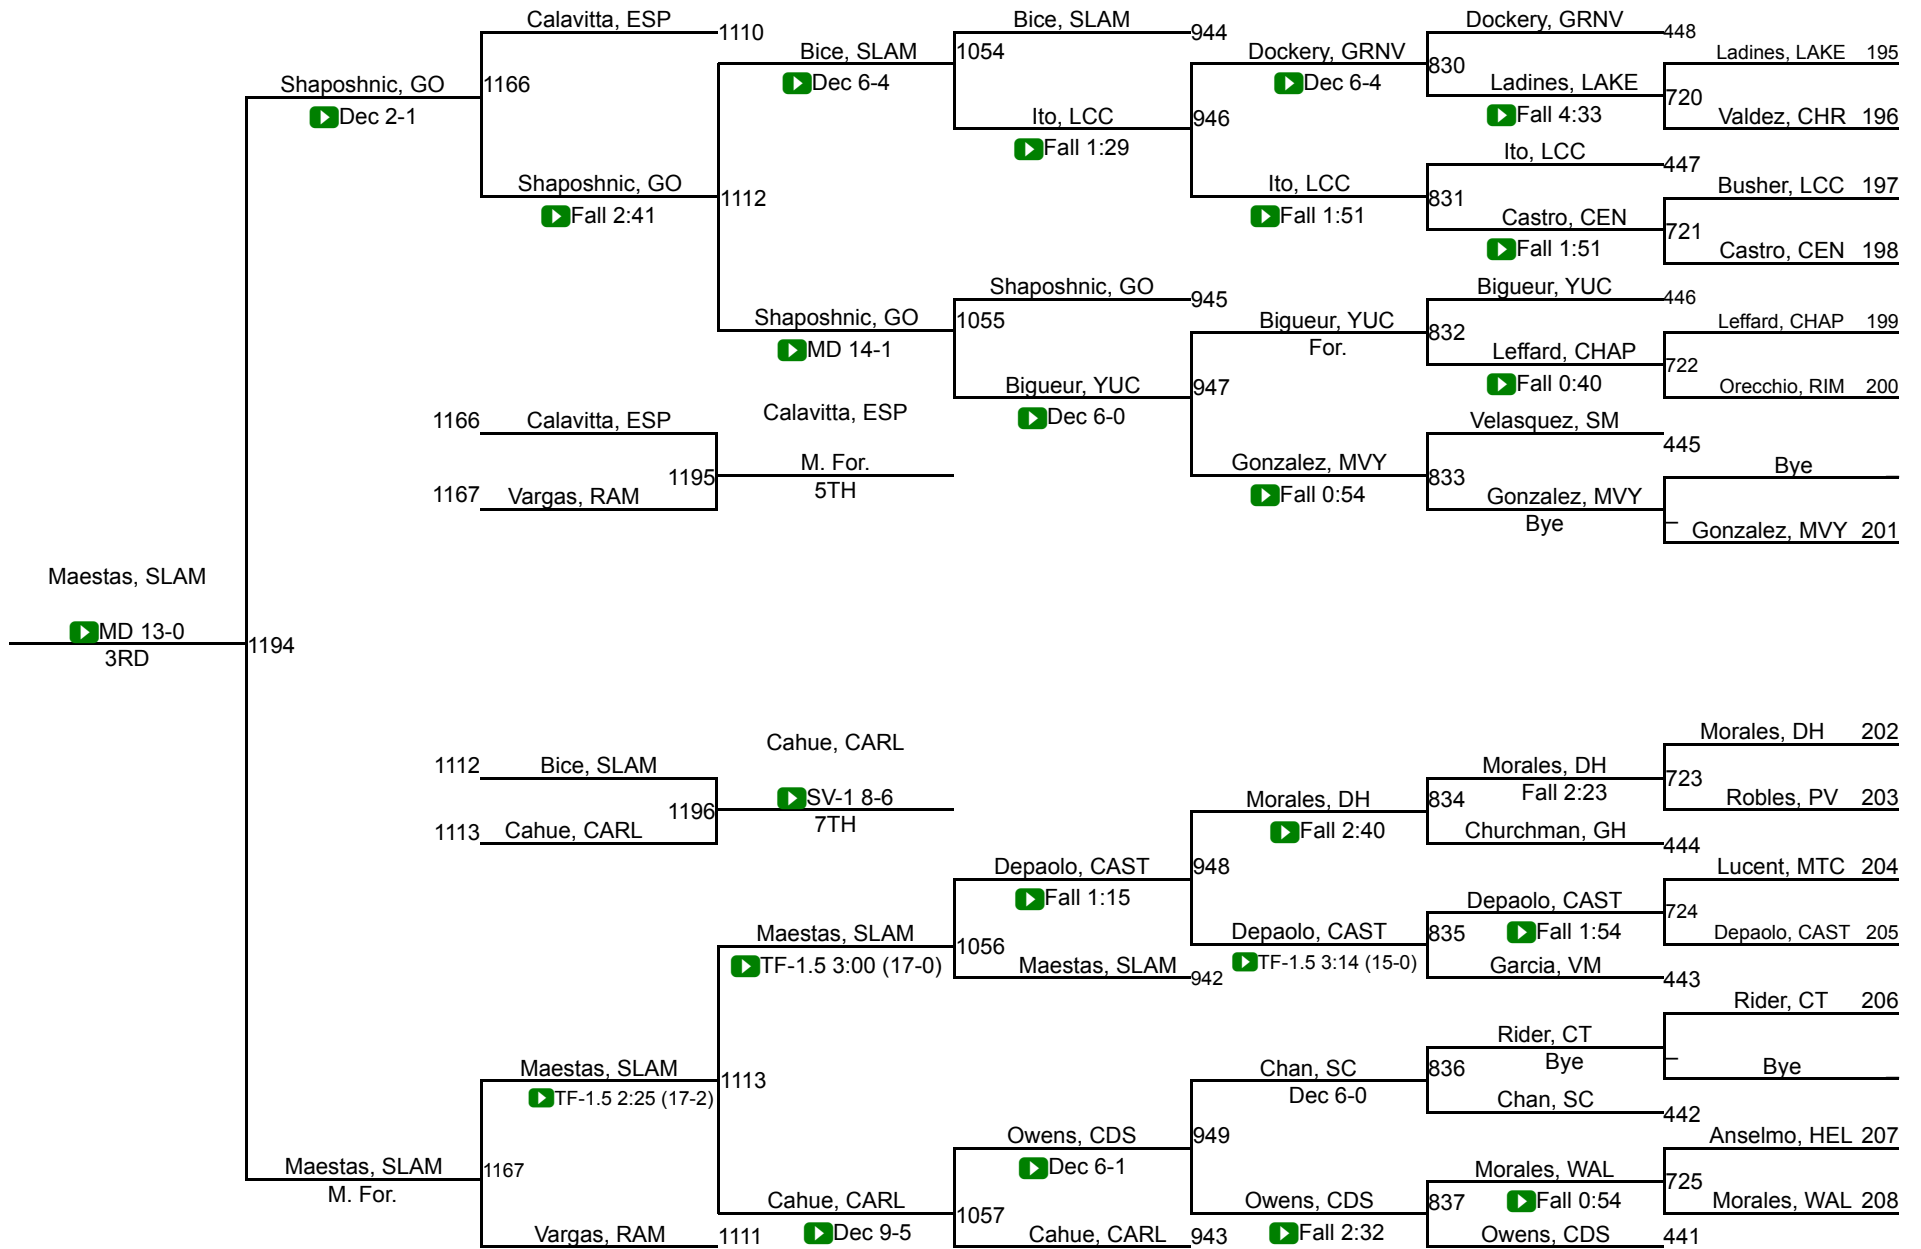 Calavitta, ESP
1110
Bice, SLAM
944
Dockery, GRNV
448
Ladines, LAKE 195
Shaposhnic, GO
Dec 2-1
1166
Bice, SLAM
Dec 6-4
1054
Dockery, GRNV
Dec 6-4
830
Ladines, LAKE
Fall 4:33
720
Valdez, CHR 196
Ito, LCC
Fall 1:29
946
Ito, LCC
447
Busher, LCC 197
Shaposhnic, GO
Fall 2:41
1112
Ito, LCC
Fall 1:51
831
Castro, CEN
Fall 1:51
721
Castro, CEN 198
Shaposhnic, GO
945
Bigueur, YUC
446
Leffard, CHAP 199
Shaposhnic, GO
MD 14-1
1055
Bigueur, YUC
For.
832
Leffard, CHAP
Fall 0:40
722
Orecchio, RIM 200
Bigueur, YUC
Dec 6-0
947
1166
Calavitta, ESP
Calavitta, ESP
Velasquez, SM
445
Bye _
1167
Vargas, RAM
1195
M. For.
5TH
Gonzalez, MVY
Fall 0:54
833
Gonzalez, MVY
Bye
_
Gonzalez, MVY 201
Maestas, SLAM
MD 13-0
3RD
1194
1112
Bice, SLAM
Cahue, CARL
1113
Cahue, CARL
1196
SV-1 8-6
7TH
Morales, DH 202
Morales, DH
Fall 2:23
723
Robles, PV 203
Morales, DH
Fall 2:40
834
Churchman, GH
444
Lucent, MTC 204
Depaolo, CAST
Fall 1:15
948
Depaolo, CAST
Fall 1:54
724
Depaolo, CAST 205
Maestas, SLAM
TF-1.5 3:00 (17-0)
1056
Depaolo, CAST
TF-1.5 3:14 (15-0)
835
Maestas, SLAM
942
Garcia, VM
443
Rider, CT 206
Maestas, SLAM
TF-1.5 2:25 (17-2)
1113
Chan, SC
Dec 6-0
836
Rider, CT
Bye
_
Bye _
Chan, SC
442
Anselmo, HEL 207
Owens, CDS
Dec 6-1
949
Maestas, SLAM
M. For.
1167
Morales, WAL
Fall 0:54
725
Morales, WAL 208
Cahue, CARL
Dec 9-5
1057
Owens, CDS
Fall 2:32
837
Vargas, RAM
1111
Cahue, CARL
943
Owens, CDS
441